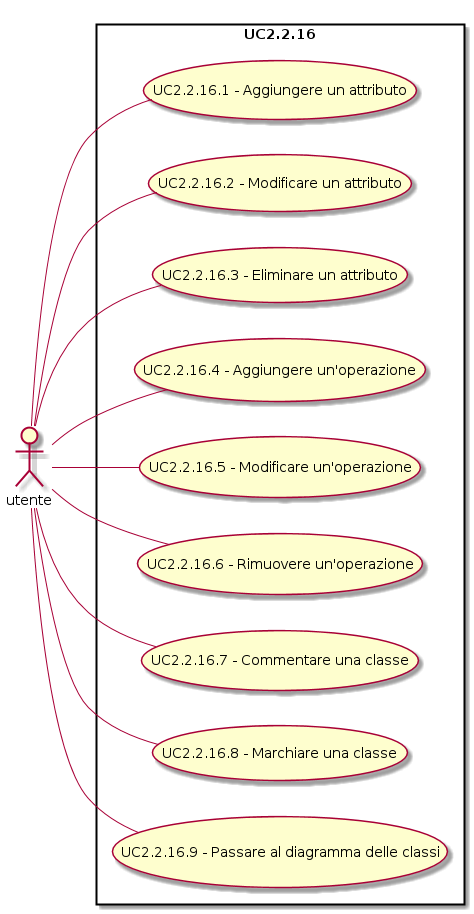 UC2.2.16
UC2.2.16.1 - Aggiungere un attributo
UC2.2.16.2 - Modificare un attributo
UC2.2.16.3 - Eliminare un attributo
UC2.2.16.4 - Aggiungere un'operazione
UC2.2.16.5 - Modificare un'operazione
utente
UC2.2.16.6 - Rimuovere un'operazione
UC2.2.16.7 - Commentare una classe
UC2.2.16.8 - Marchiare una classe
UC2.2.16.9 - Passare al diagramma delle classi